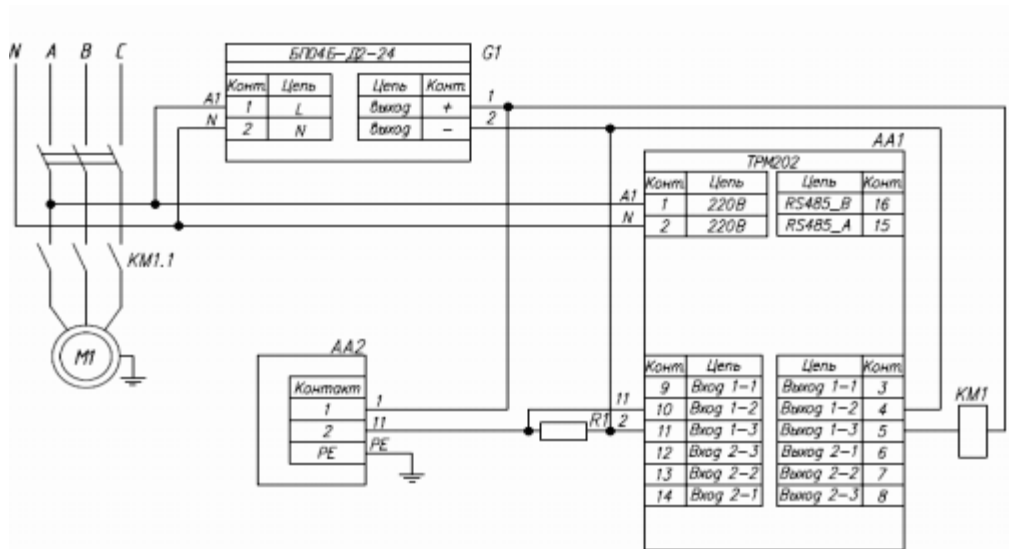 N A B C
БП04Б-Д2-24 G1
Конт. Цепь Цепь Конт.
A1 1 L Выход + 1
N 2 N Выход - 2
AA1
ТРМ202
Конт. Цепь Цепь Конт.
A1 1 220В RS485_B 16
N 2 220В RS485_A 15
KM1.1
M1
AA2
Контакт
1 1
2 11
PE PE
R1
Конт. Цепь Цепь Конт.
9 Вход 1-1 Выход 1-1 3
11 10 Вход 1-2 Выход 1-2 4
2 11 Вход 1-3 Выход 1-3 5
12 Вход 2-3 Выход 2-1 6
13 Вход 2-2 Выход 2-2 7
14 Вход 2-1 Выход 2-3 8
KM1